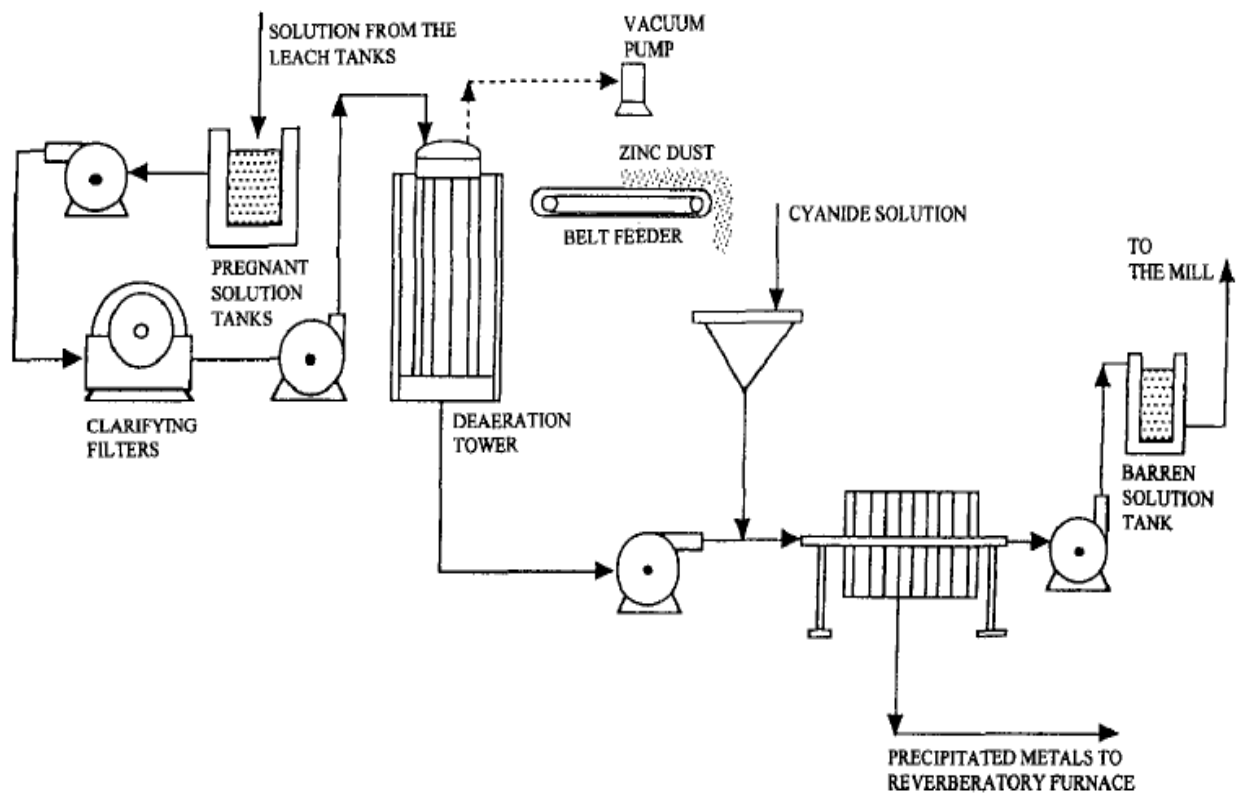 SOLUTION FROM THE
LEACH TANKS
VACUUM
PUMP
ZINC DUST
BELT FEEDER
CYANIDE SOLUTION
TO
THE MILL
PREGNANT
SOLUTION
TANKS
CLARIFYING
FILTERS
DEAERATION
TOWER
BARREN
SOLUTION
TANK
PRECIPITATED METALS TO
REVERBERATORY FURNACE